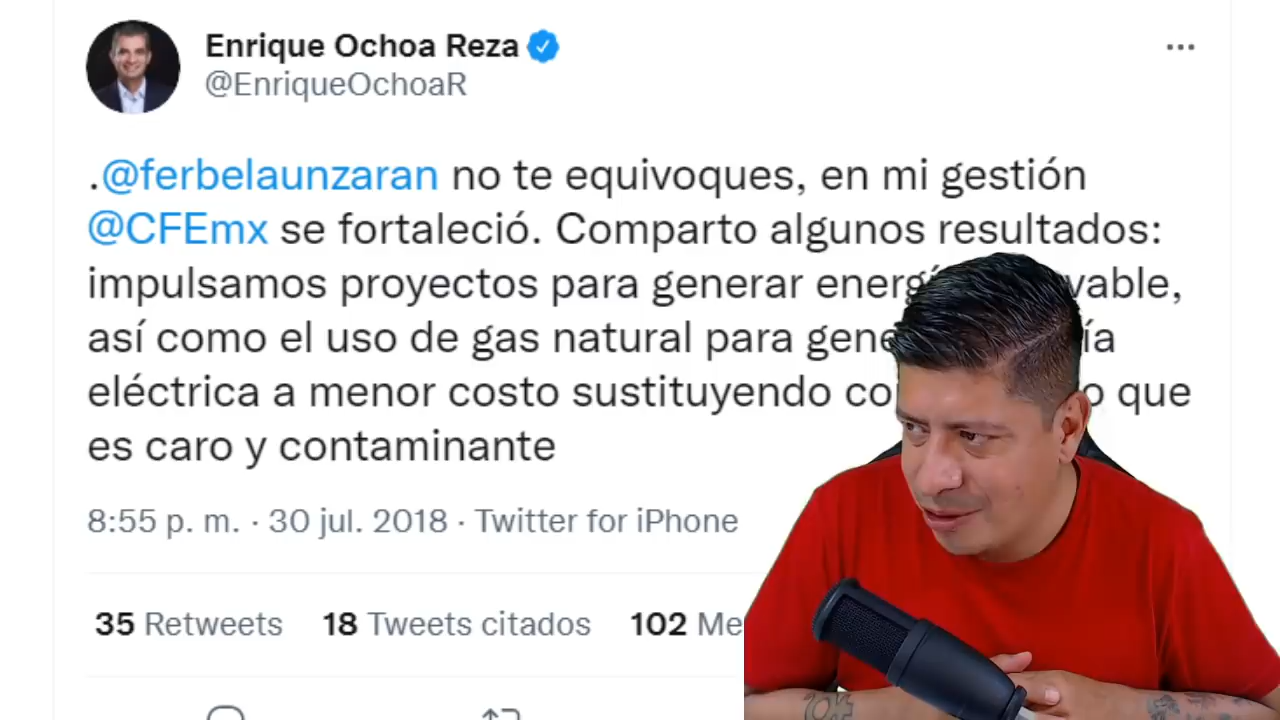 Enrique Ochoa Reza
@EnriqueOchoaR
.@ferbelaunzaran no te equivoques, en mi gestión
@CFEmx se fortaleció. Comparto algunos resultados:
impulsamos proyectos para generar
así como el uso de gas natural para
eléctrica a menor costo sustituyendo que
es caro y contaminante
8:55 p. m. · 30 jul. 2018 · Twitter for iPhone
35 Retweets 18 Tweets citados 102